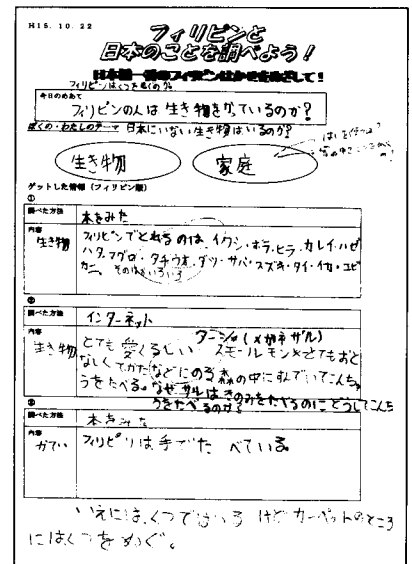 H15. 10. 22
フィリピンと
日本のことを調べよう!
日本一のフィリピンはかせをめざして!
フィリピンはくつをぬぐのか
今日のめあて
フィリピンの人は生き物をかっているのか?
ぼくの・わたしのテーマ 日本にいない生き物はいるのか?
生き物
家庭
ゲットした情報(フィリピン編)
①
調べた方法 本をみた
内容
生き物
フィリピンでとれるのは、イワシ・ボラ・ヒラ、カレイ・ハゼ
ハタ、マグロ・タチウオ、ダツ・サバ・スズキ・タイ・イカ・エビ
カニ、そのほかいろいろ
②
調べた方法 インターネット
内容
生き物
ターシャ(メガネザル)
とても愛くるしい スモールモンキーとてもおと
なしくてかたなどにのる森の中にすんでいてこんち
うをたべる。なぜサルはきのみをたべるのにどうしてこんち
うをたべるのか?
③
調べた方法 本をみた
内容
かてい
フィリピンは手でたべている
いえには、くつではいる けど カーペットのところ
にはくつをぬぐ。